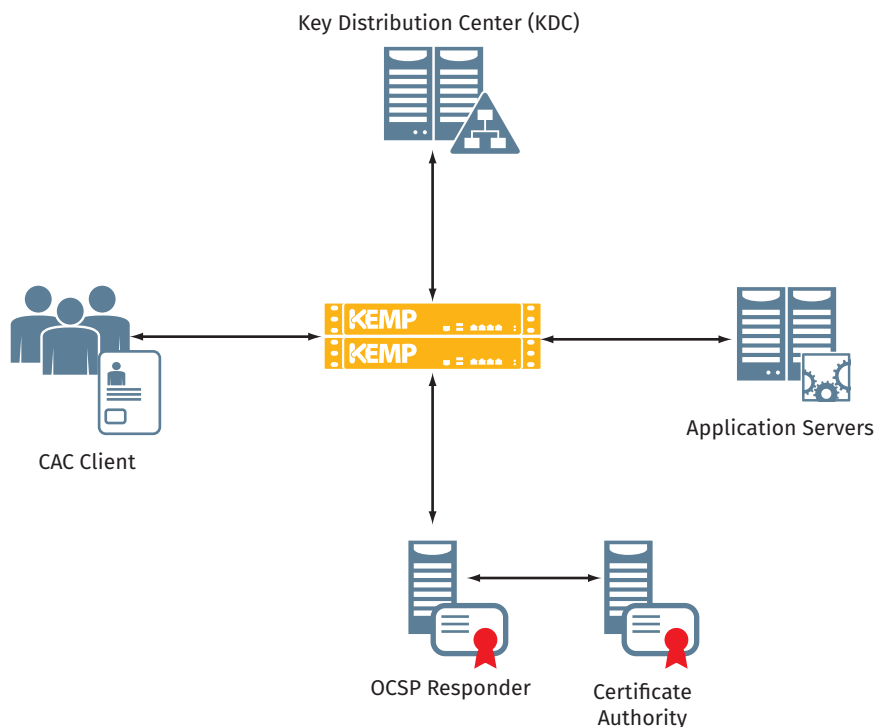 Key Distribution Center (KDC)
KEMP
KEMP
CAC Client
Application Servers
OCSP Responder
Certificate
Authority